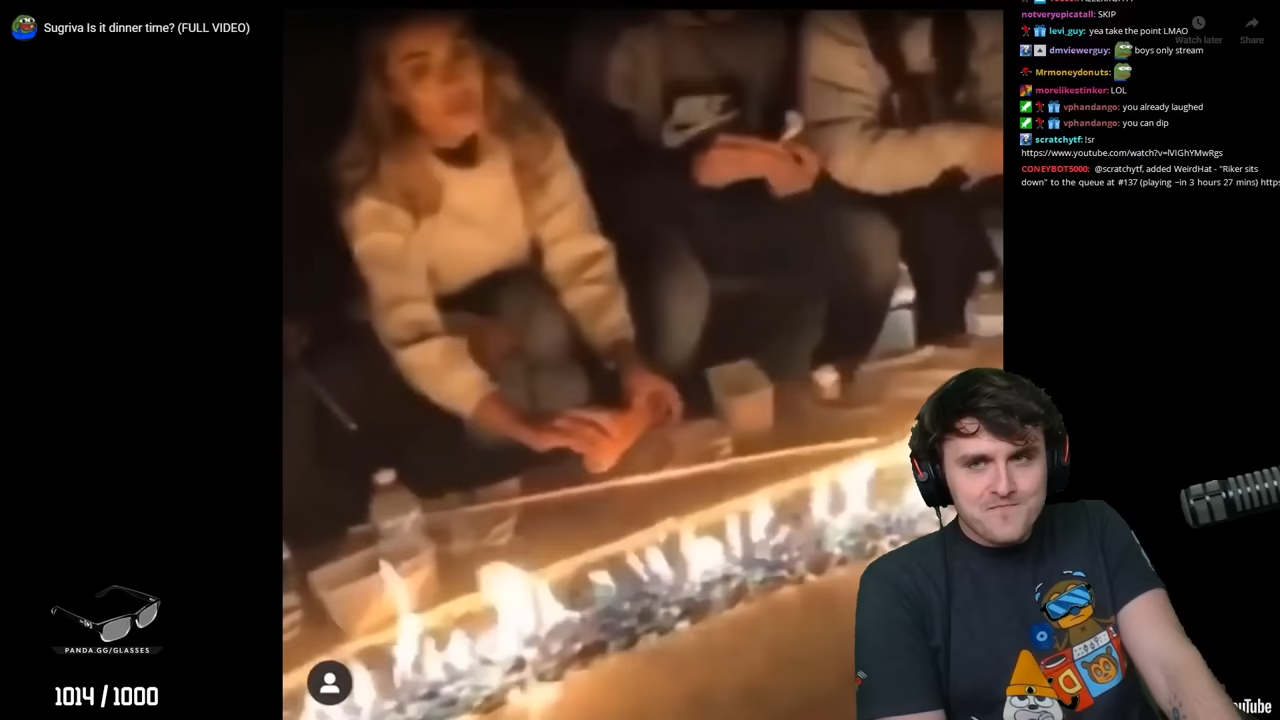 Sugriva Is it dinner time? (FULL VIDEO)
notveryepicatall: SKIP
levi_guy: yea take the point LMAO
Watch later
Share
dmviewerguy: boys only stream
Mrmoneydonuts:
morelikestinker: LOL
vphandango: you already laughed
vphandango: you can dip
scratchytf: !sr
https://www.youtube.com/watch?v=lVIGhYMwRgs
CONEYBOT5000: @scratchytf, added WeirdHat - "Riker sits
down" to the queue at #137 (playing ~in 3 hours 27 mins) https
PANDA.GG/GLASSES
1014 / 1000
uTube